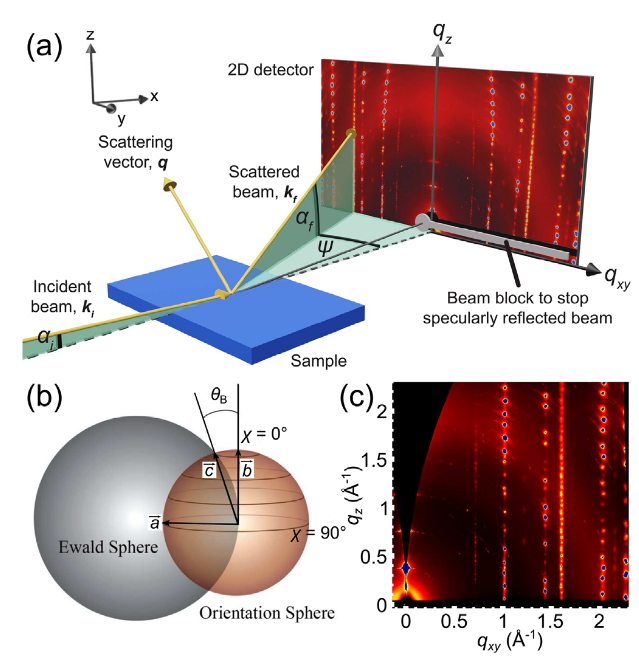 (a)
z
x
y
2D detector
q_z
Scattering
vector, q
Scattered
beam, k_f
α_f
ψ
Incident
beam, k_i
α_i
Sample
q_xy
Beam block to stop
specularly reflected beam
(b)
θ_B
χ = 0°
c
b
a
χ = 90°
Ewald Sphere
Orientation Sphere
(c)
2
1.5
1
0.5
0
q_z (Å⁻¹)
0 0.5 1 1.5 2
q_xy (Å⁻¹)